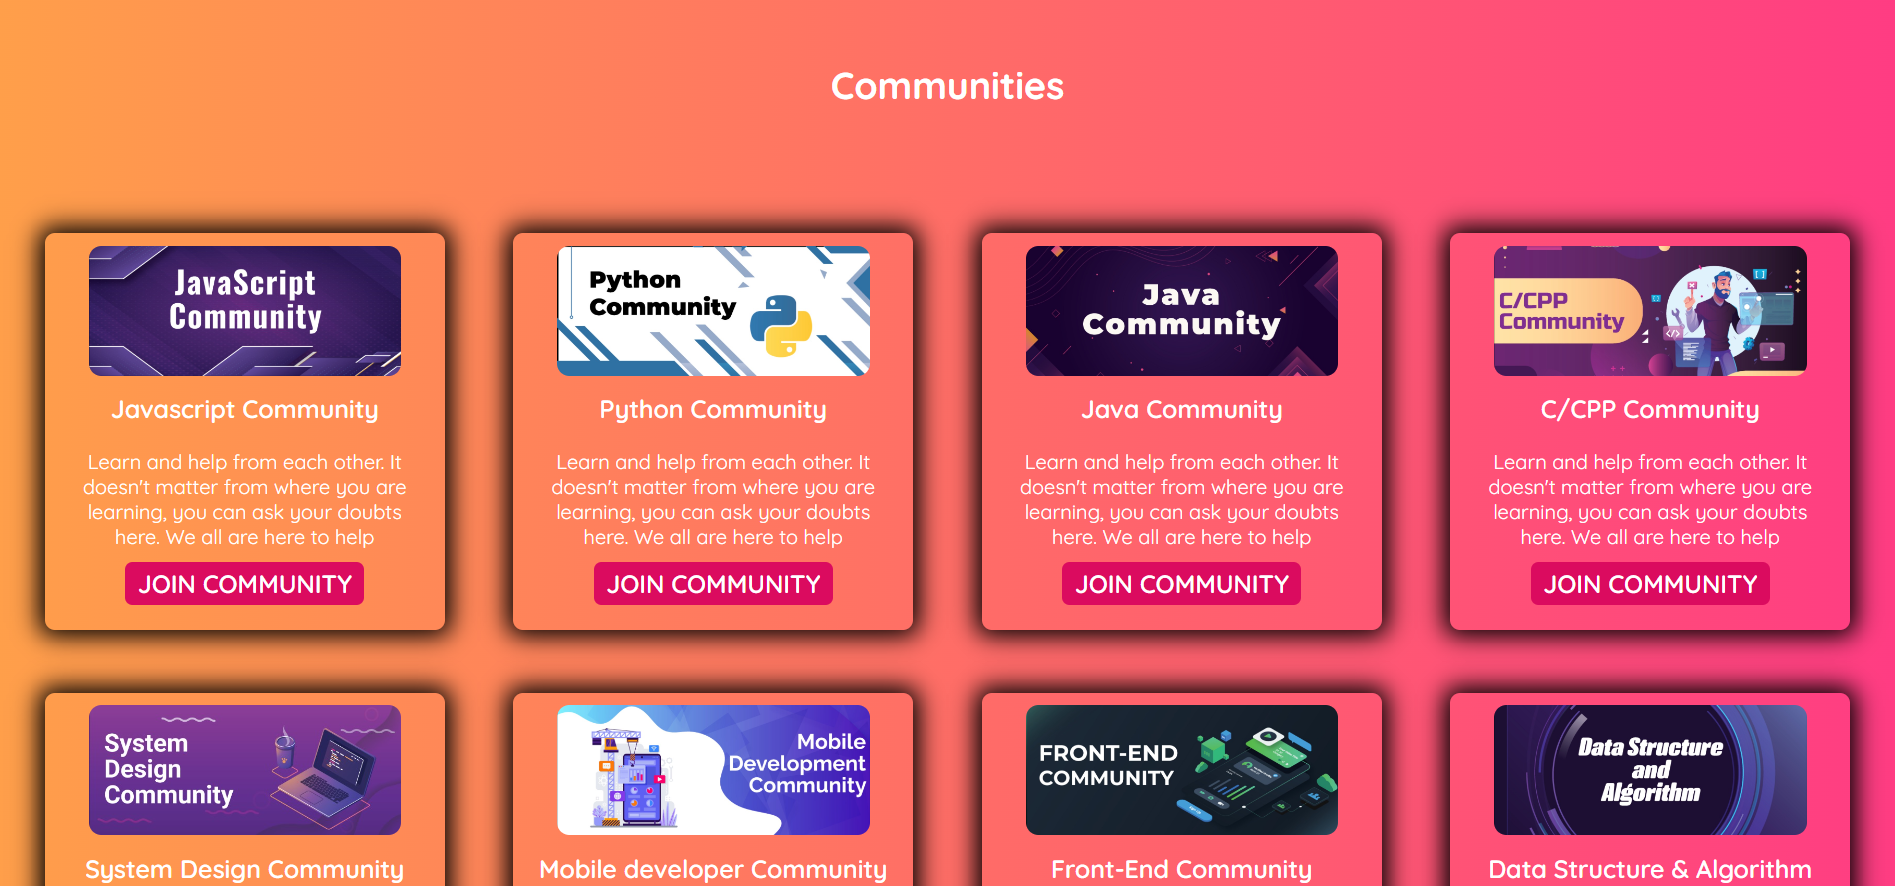 Communities
JavaScript
Community
Javascript Community
Learn and help from each other. It
doesn't matter from where you are
learning, you can ask your doubts
here. We all are here to help
JOIN COMMUNITY
Python
Community
Python Community
Learn and help from each other. It
doesn't matter from where you are
learning, you can ask your doubts
here. We all are here to help
JOIN COMMUNITY
Java
Community
Java Community
Learn and help from each other. It
doesn't matter from where you are
learning, you can ask your doubts
here. We all are here to help
JOIN COMMUNITY
C/CPP
Community
C/CPP Community
Learn and help from each other. It
doesn't matter from where you are
learning, you can ask your doubts
here. We all are here to help
JOIN COMMUNITY
System
Design
Community
System Design Community
Mobile
Development
Community
Mobile developer Community
FRONT-END
COMMUNITY
Front-End Community
Data Structure
and
Algorithm
Data Structure & Algorithm